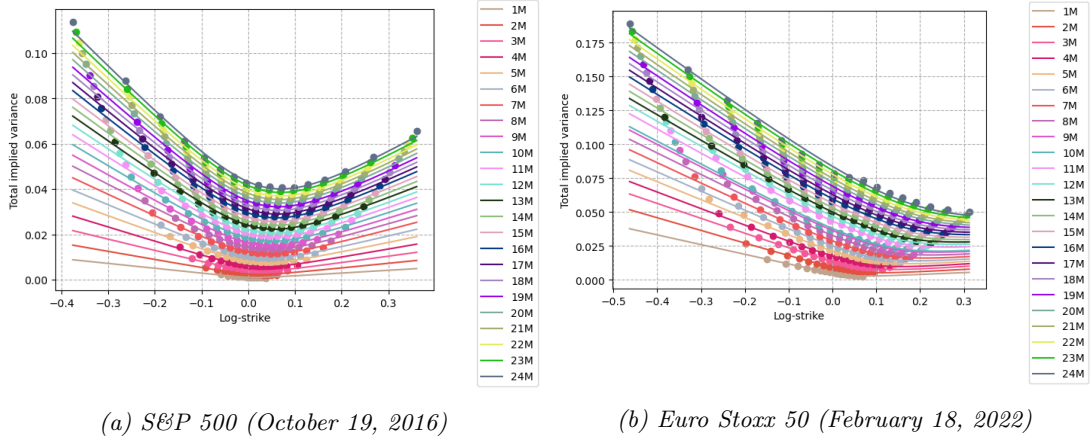 0.10
0.08
0.06
0.04
0.02
0.00
−0.4 −0.3 −0.2 −0.1 0.0 0.1 0.2 0.3
Log-strike
Total implied variance
1M
2M
3M
4M
5M
6M
7M
8M
9M
10M
11M
12M
13M
14M
15M
16M
17M
18M
19M
20M
21M
22M
23M
24M
(a) S&P 500 (October 19, 2016)
0.175
0.150
0.125
0.100
0.075
0.050
0.025
0.000
−0.5 −0.4 −0.3 −0.2 −0.1 0.0 0.1 0.2 0.3
Log-strike
Total implied variance
1M
2M
3M
4M
5M
6M
7M
8M
9M
10M
11M
12M
13M
14M
15M
16M
17M
18M
19M
20M
21M
22M
23M
24M
(b) Euro Stoxx 50 (February 18, 2022)